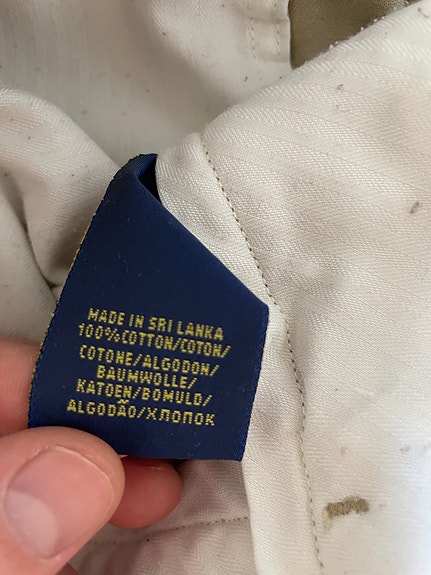 MADE IN SRI LANKA
100%COTTON/COTON/
COTONE/ALGODON/
BAUMWOLLE/
KATOEN/BOMULD/
ALGODÃO/ХЛОПОК